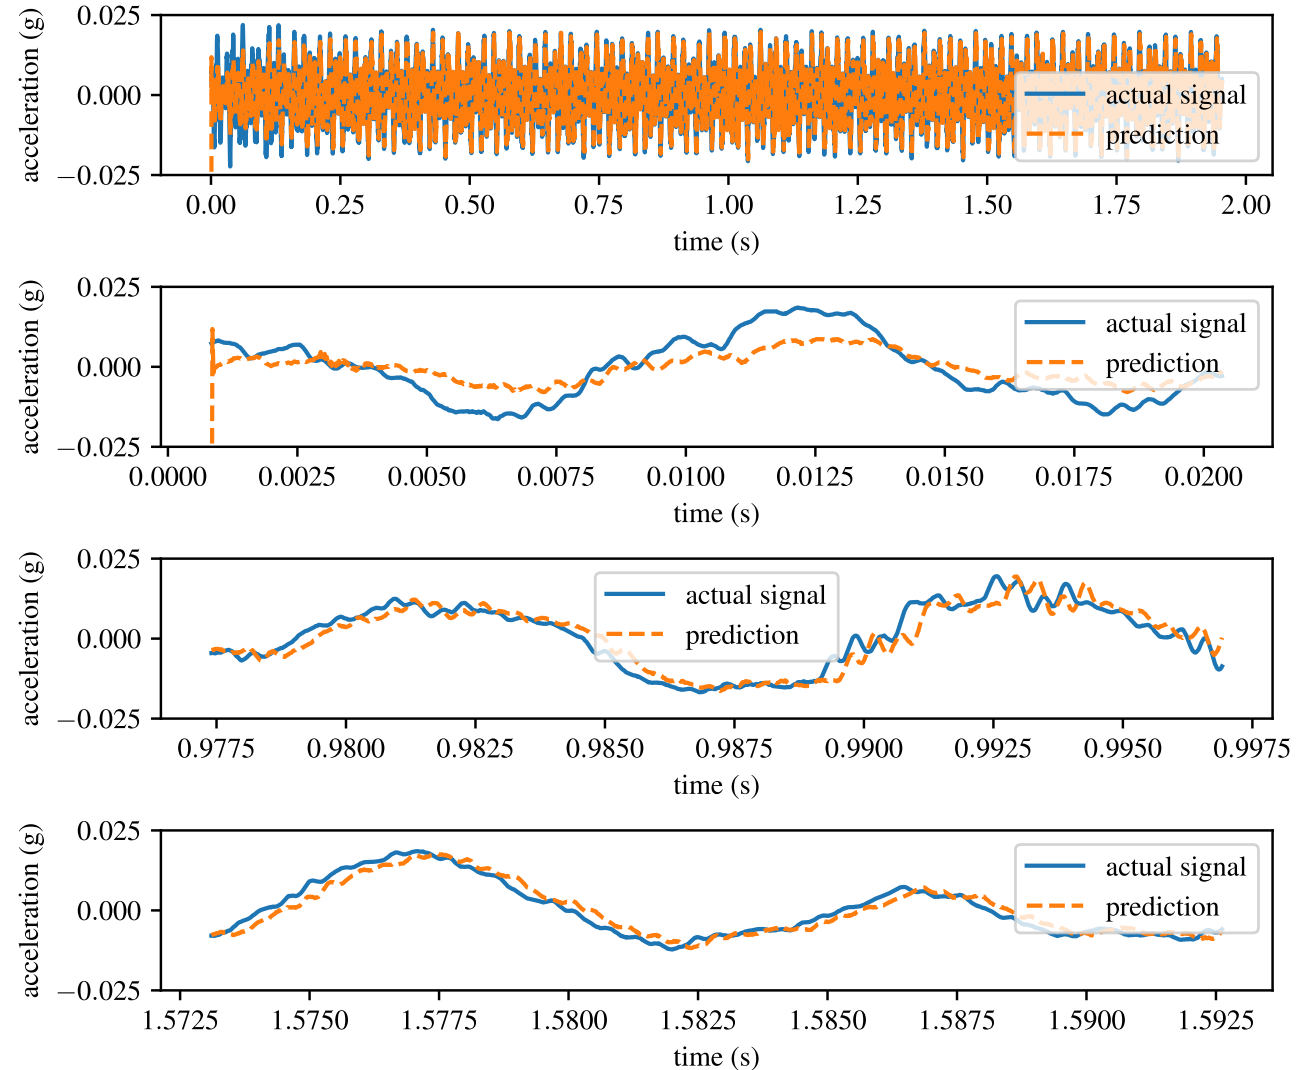 acceleration (g)
0.025
0.000
−0.025
actual signal
prediction
0.00 0.25 0.50 0.75 1.00 1.25 1.50 1.75 2.00
time (s)
acceleration (g)
0.025
0.000
−0.025
actual signal
prediction
0.0000 0.0025 0.0050 0.0075 0.0100 0.0125 0.0150 0.0175 0.0200
time (s)
acceleration (g)
0.025
0.000
−0.025
actual signal
prediction
0.9775 0.9800 0.9825 0.9850 0.9875 0.9900 0.9925 0.9950 0.9975
time (s)
acceleration (g)
0.025
0.000
−0.025
actual signal
prediction
1.5725 1.5750 1.5775 1.5800 1.5825 1.5850 1.5875 1.5900 1.5925
time (s)